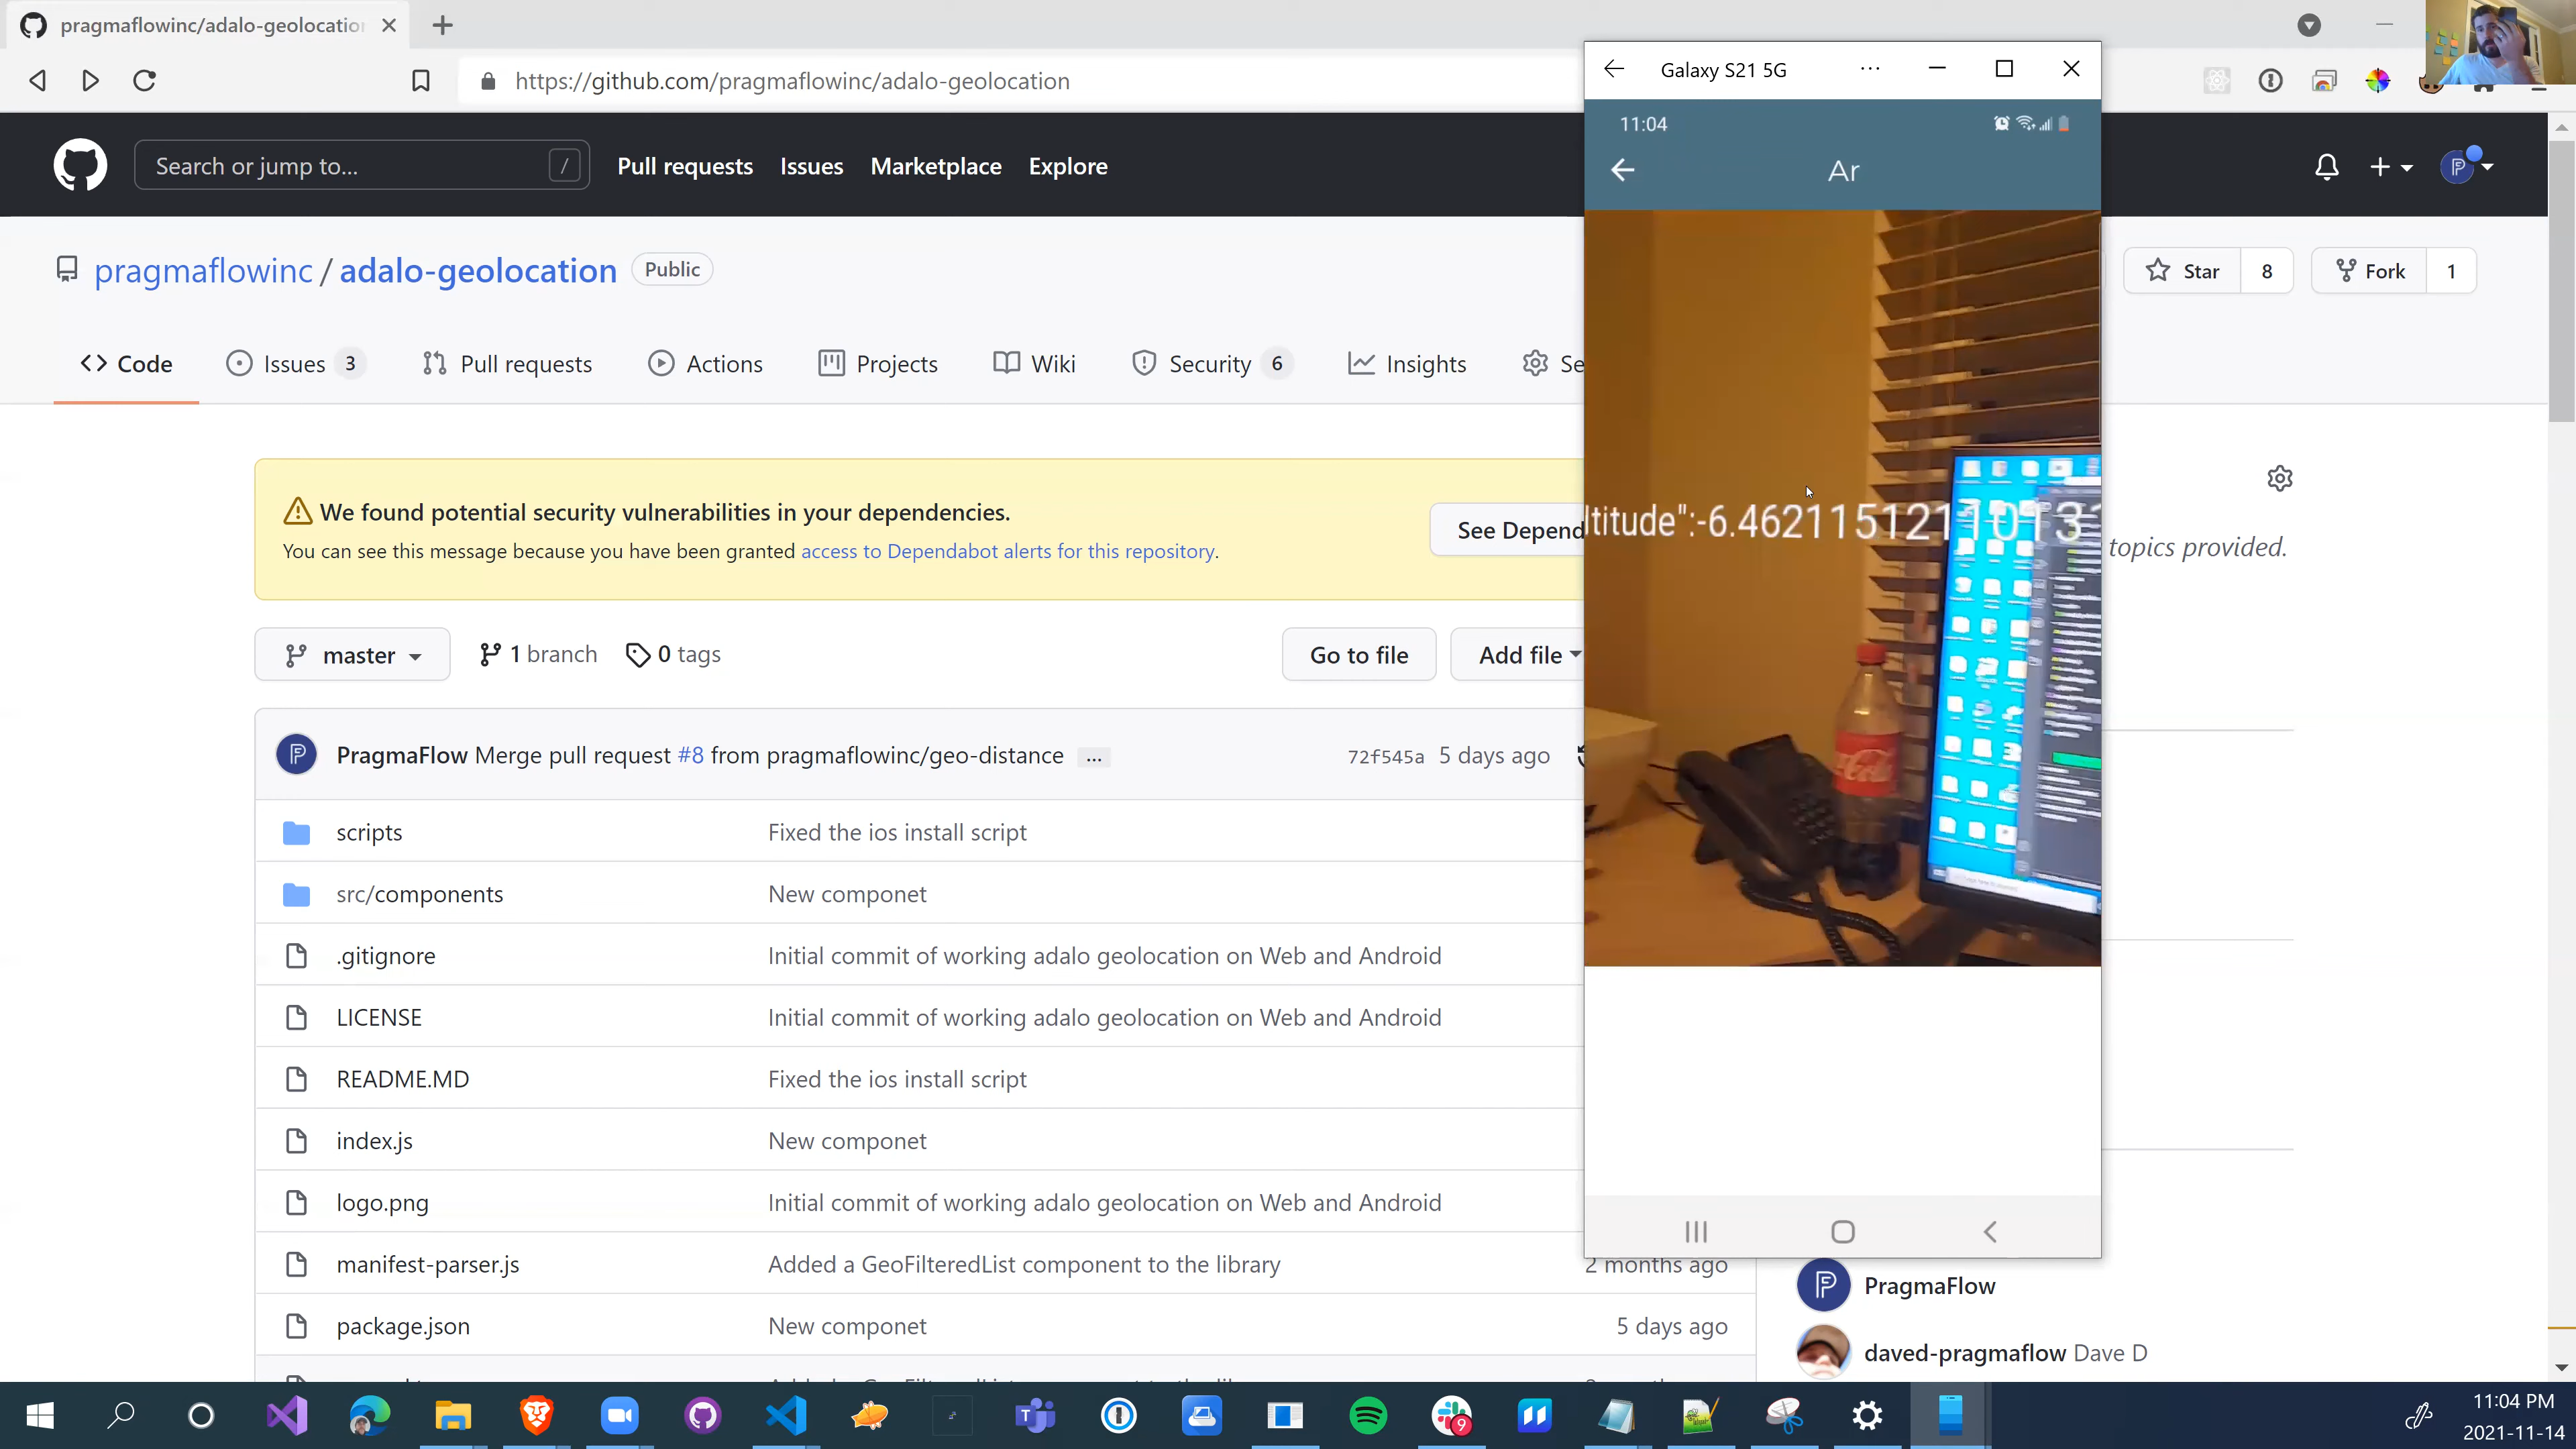 pragmaflowinc/adalo-geolocatio
https://github.com/pragmaflowinc/adalo-geolocation
Search or jump to...
/
Pull requests
Issues
Marketplace
Explore
pragmaflowinc / adalo-geolocation
Public
Star 8
Fork 1
Code
Issues 3
Pull requests
Actions
Projects
Wiki
Security 6
Insights
Se
We found potential security vulnerabilities in your dependencies.
You can see this message because you have been granted access to Dependabot alerts for this repository.
See Depend
topics provided.
master
1 branch
0 tags
Go to file
Add file
PragmaFlow Merge pull request #8 from pragmaflowinc/geo-distance ...
72f545a 5 days ago
scripts
Fixed the ios install script
src/components
New componet
.gitignore
Initial commit of working adalo geolocation on Web and Android
LICENSE
Initial commit of working adalo geolocation on Web and Android
README.MD
Fixed the ios install script
index.js
New componet
logo.png
Initial commit of working adalo geolocation on Web and Android
manifest-parser.js
Added a GeoFilteredList component to the library
2 months ago
package.json
New componet
5 days ago
PragmaFlow
daved-pragmaflow Dave D
Galaxy S21 5G
11:04
Ar
ltitude":-6.46211512110131
Coca-Cola
9
11:04 PM
2021-11-14